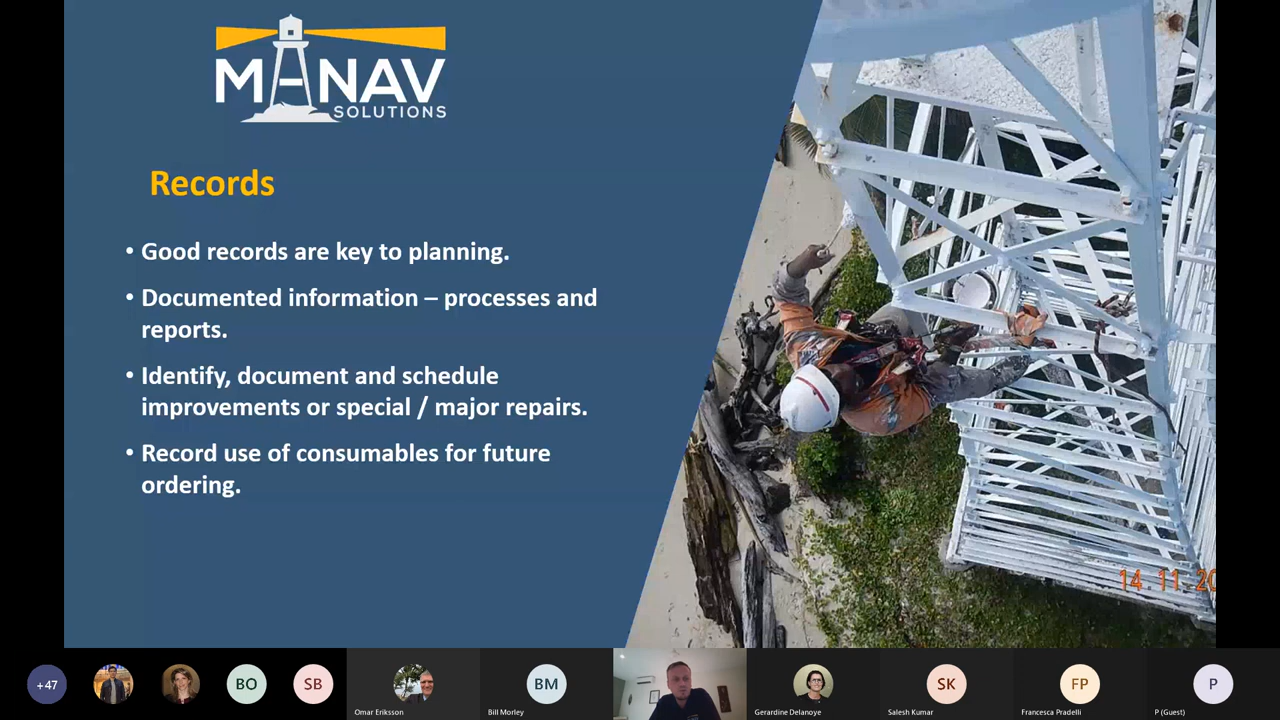 MANAV
SOLUTIONS
Records
• Good records are key to planning.
• Documented information – processes and
reports.
• Identify, document and schedule
improvements or special / major repairs.
• Record use of consumables for future
ordering.
14.11.20
+47
BO
SB
Omar Eriksson
BM
Bill Morley
Gerardine Delanoye
SK
Salesh Kumar
FP
Francesca Pradelli
P
P (Guest)